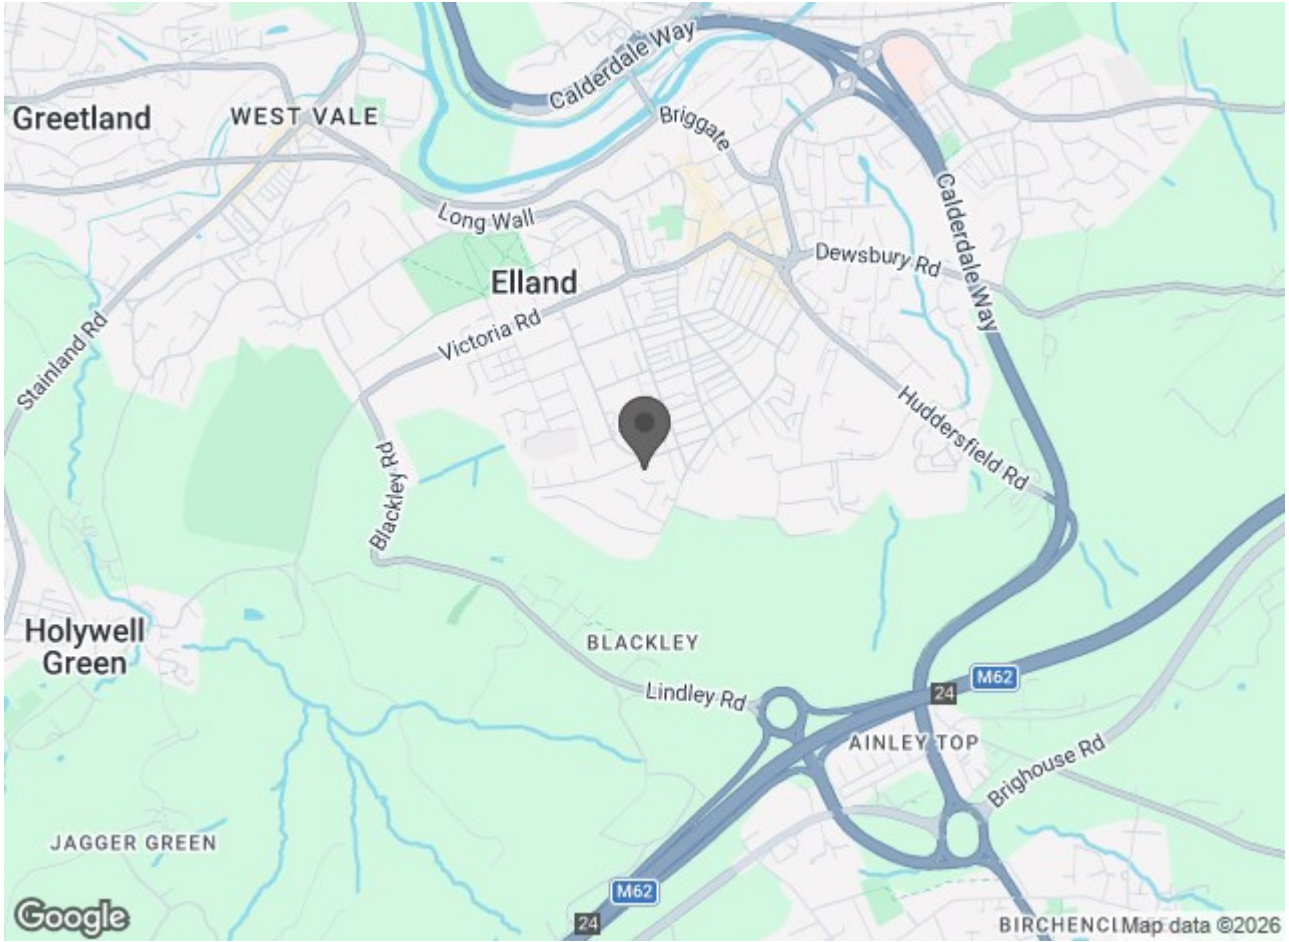 Calderdale Way
Greetland
WEST VALE
Briggate
Long Wall
Calderdale Way
Dewsbury Rd
Elland
Victoria Rd
Stainland Rd
Huddersfield Rd
Blackley Rd
Holywell
Green
BLACKLEY
M62
24
Lindley Rd
AINLEY TOP
Brighouse Rd
JAGGER GREEN
M62
24
Google
Map data ©2026